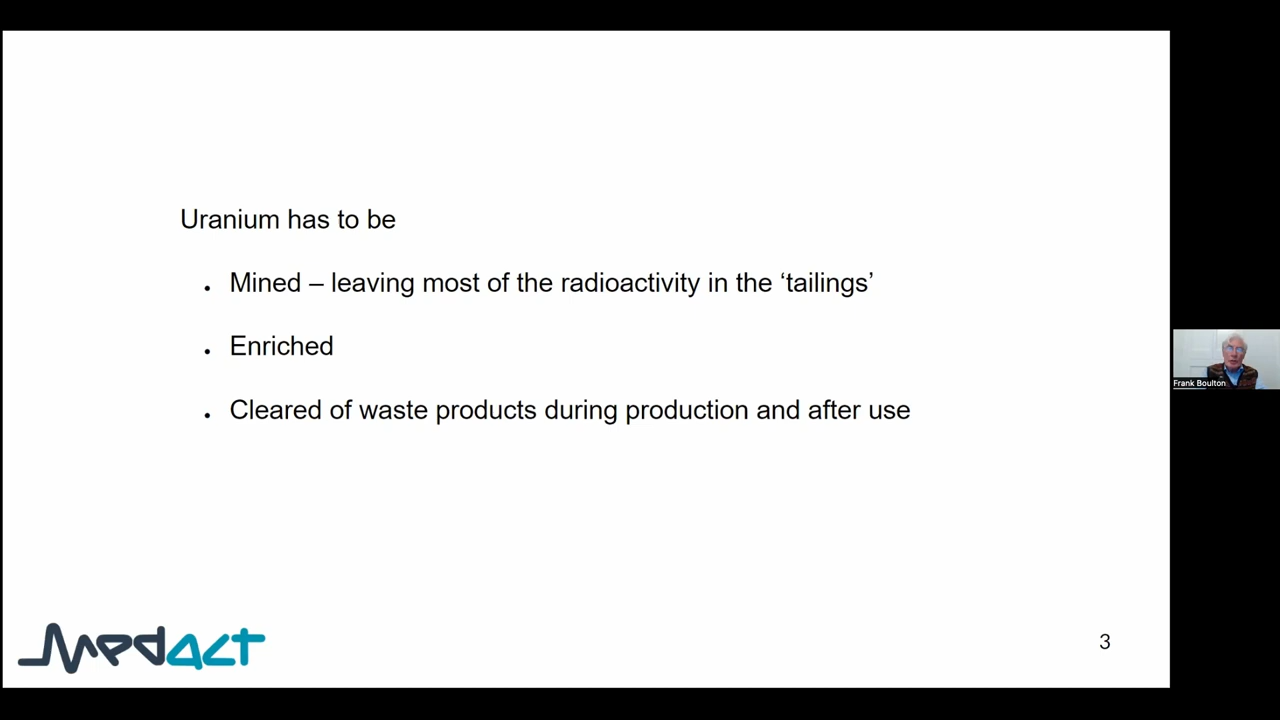 Uranium has to be
• Mined – leaving most of the radioactivity in the ‘tailings’
• Enriched
• Cleared of waste products during production and after use
Frank Boulton
medact
3